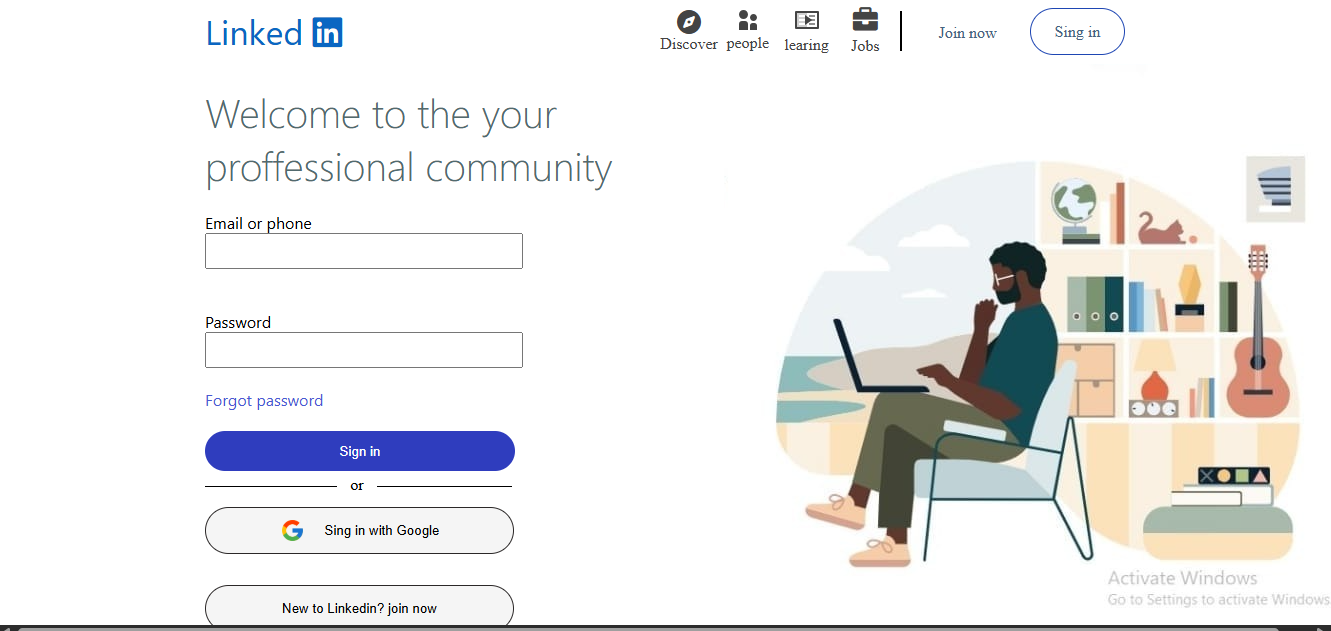 Linked in
Discover people learing Jobs Join now Sing in
Welcome to the your
proffessional community
Email or phone
Password
Forgot password
Sign in
or
Sing in with Google
New to Linkedin? join now
Activate Windows
Go to Settings to activate Windows